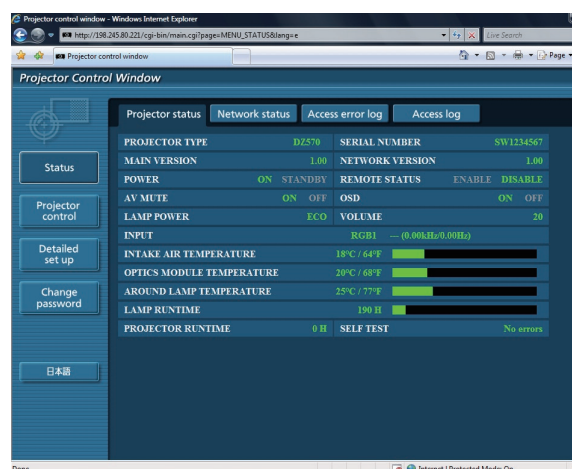 Projector control window - Windows Internet Explorer
http://198.245.80.221/cgi-bin/main.cgi?page=MENU_STATUS&lang=e
Live Search
Projector control window
Page
Projector Control Window
Projector status Network status Access error log Access log
Status
Projector control
Detailed set up
Change password
日本語
PROJECTOR TYPE DZ570 SERIAL NUMBER SW1234567
MAIN VERSION 1.00 NETWORK VERSION 1.00
POWER ON STANDBY REMOTE STATUS ENABLE DISABLE
AV MUTE ON OFF OSD ON OFF
LAMP POWER ECO VOLUME 20
INPUT RGB1 --- (0.00kHz/0.00Hz)
INTAKE AIR TEMPERATURE 18°C / 64°F
OPTICS MODULE TEMPERATURE 20°C / 68°F
AROUND LAMP TEMPERATURE 25°C / 77°F
LAMP RUNTIME 190 H
PROJECTOR RUNTIME 0 H SELF TEST No errors
Done
Internet | Protected Mode: On